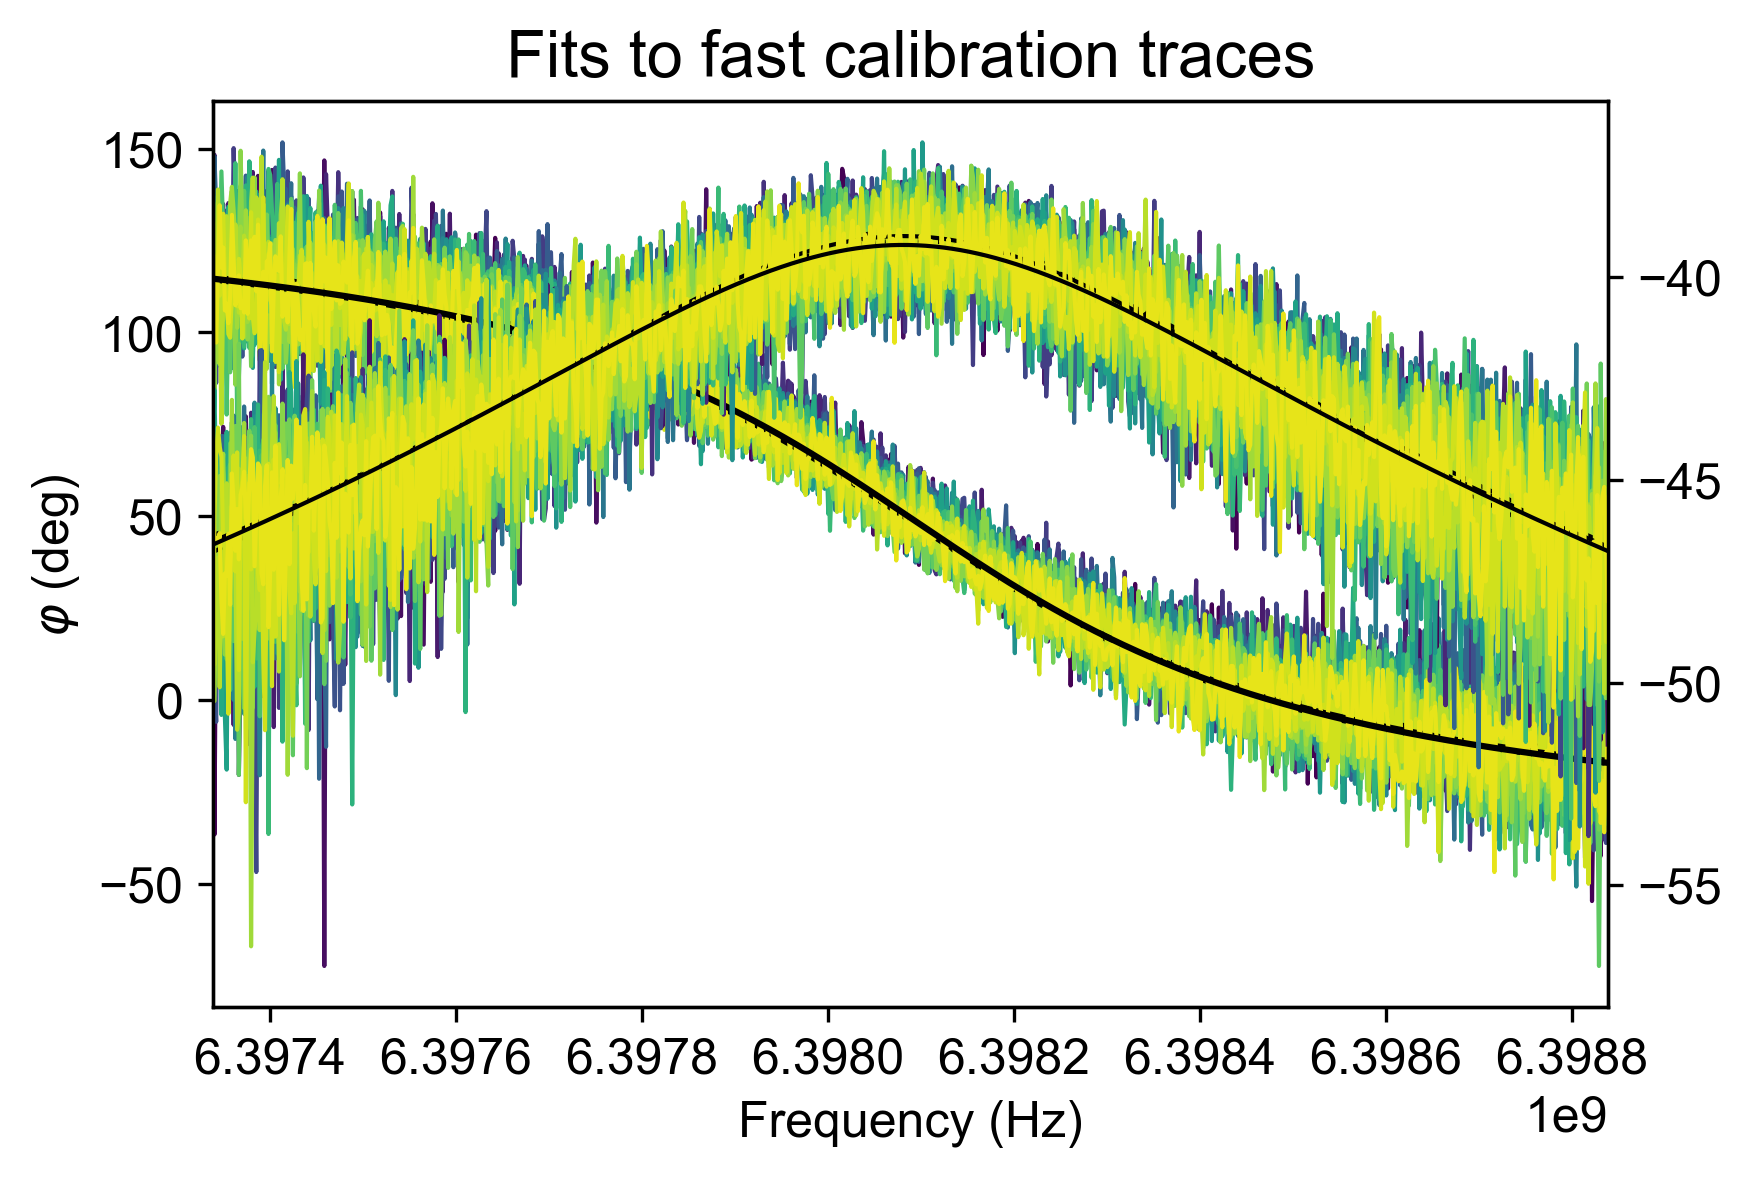 Fits to fast calibration traces
150
100
50
0
−50
φ (deg)
−40
−45
−50
−55
6.3974 6.3976 6.3978 6.3980 6.3982 6.3984 6.3986 6.3988
Frequency (Hz)
1e9